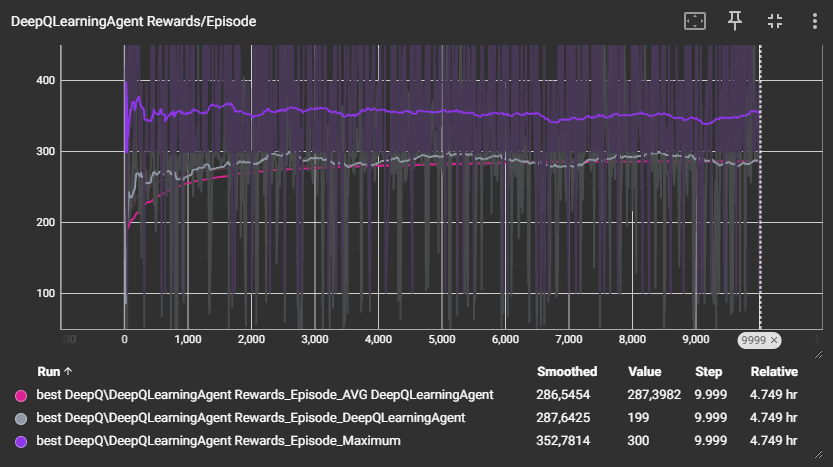 DeepQLearningAgent Rewards/Episode
400
300
200
100
00 0 1,000 2,000 3,000 4,000 5,000 6,000 7,000 8,000 9,000 9999 ✕ 1
Run ↑ Smoothed Value Step Relative
best DeepQ\DeepQLearningAgent Rewards_Episode_AVG DeepQLearningAgent 286,5454 287,3982 9.999 4.749 hr
best DeepQ\DeepQLearningAgent Rewards_Episode_DeepQLearningAgent 287,6425 199 9.999 4.749 hr
best DeepQ\DeepQLearningAgent Rewards_Episode_Maximum 352,7814 300 9.999 4.749 hr